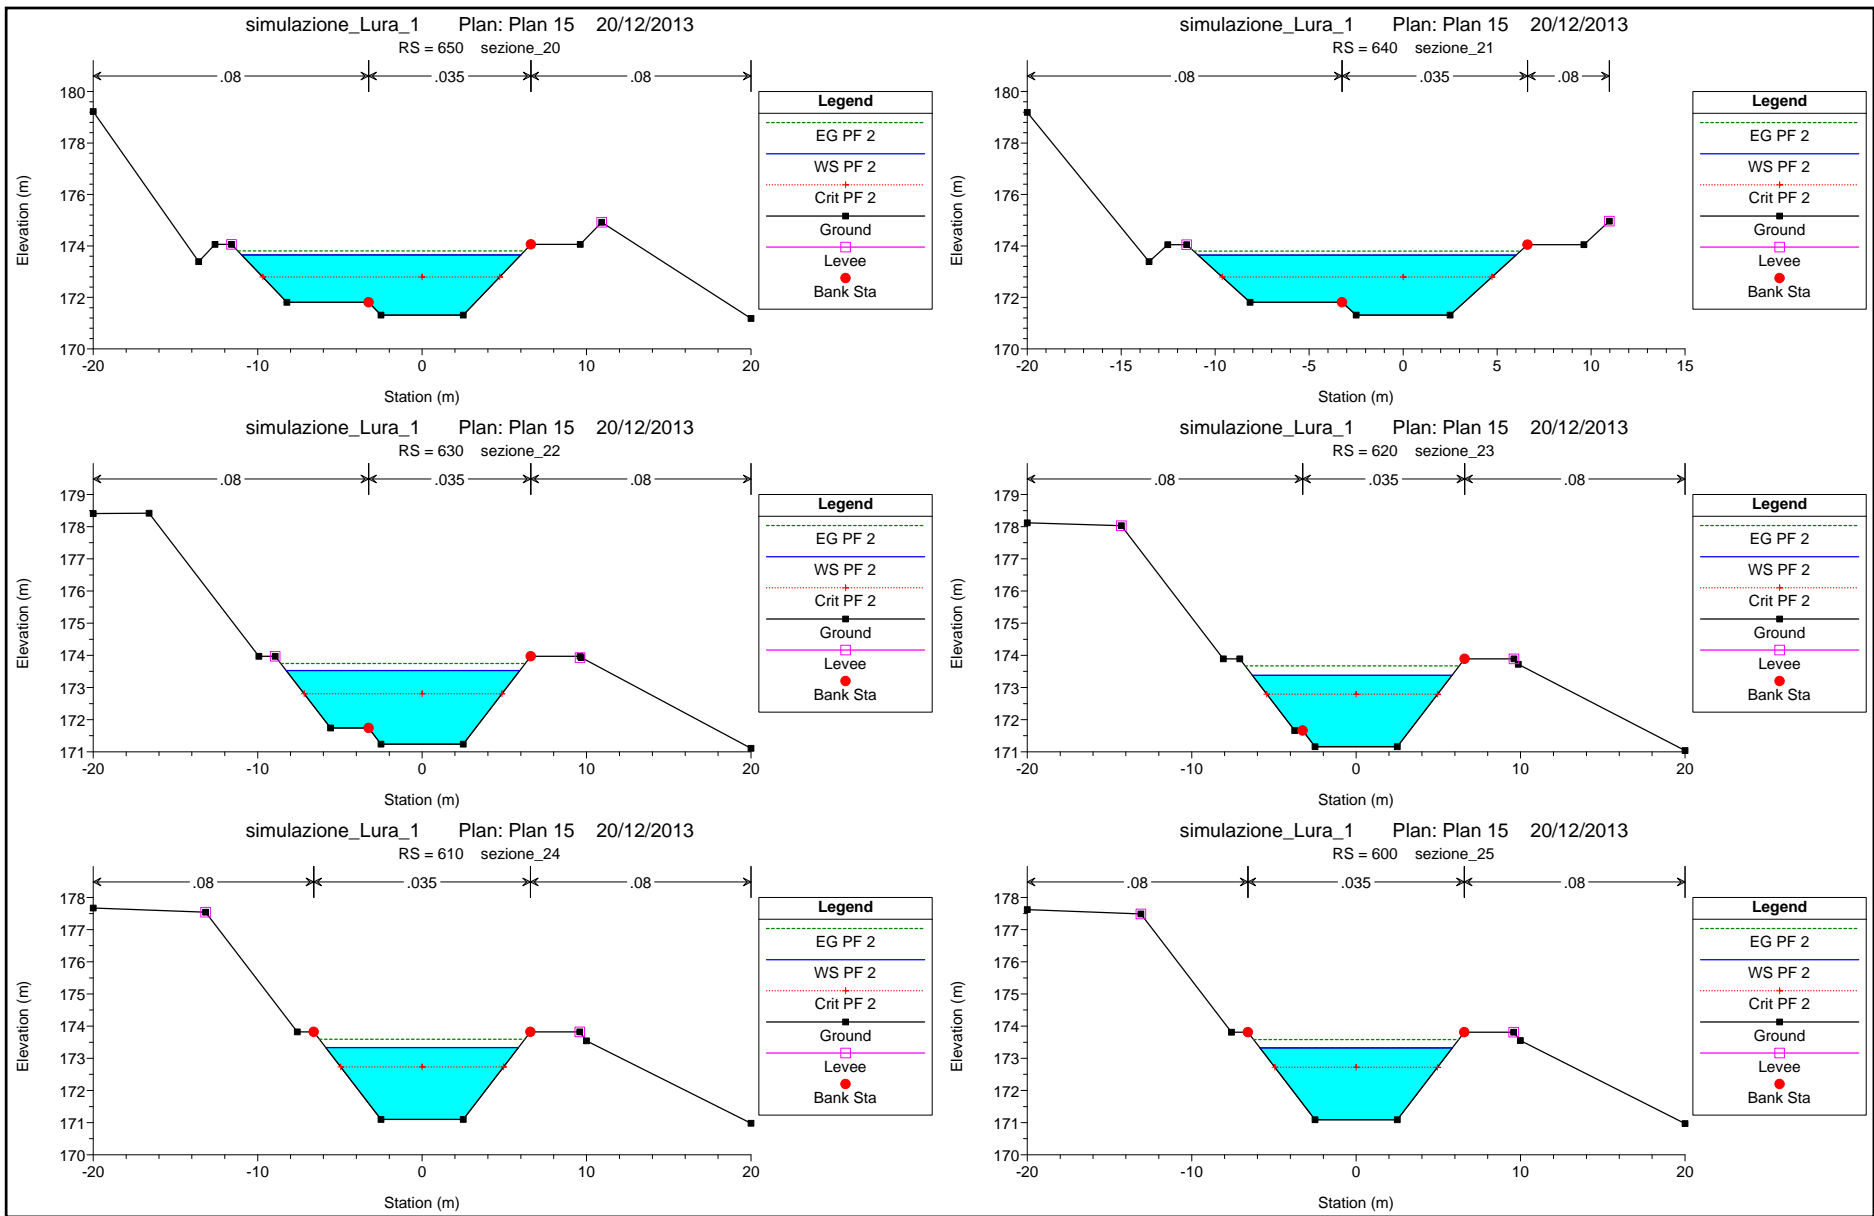 simulazione_Lura_1 Plan: Plan 15 20/12/2013
RS = 650 sezione_20
.08 .035 .08
180
178
176
174
172
170
Elevation (m)
-20 -10 0 10 20
Station (m)
Legend
EG PF 2
WS PF 2
Crit PF 2
Ground
Levee
Bank Sta
simulazione_Lura_1 Plan: Plan 15 20/12/2013
RS = 640 sezione_21
.08 .035 .08
180
178
176
174
172
170
Elevation (m)
-20 -15 -10 -5 0 5 10 15
Station (m)
Legend
EG PF 2
WS PF 2
Crit PF 2
Ground
Levee
Bank Sta
simulazione_Lura_1 Plan: Plan 15 20/12/2013
RS = 630 sezione_22
.08 .035 .08
179
178
177
176
175
174
173
172
171
Elevation (m)
-20 -10 0 10 20
Station (m)
Legend
EG PF 2
WS PF 2
Crit PF 2
Ground
Levee
Bank Sta
simulazione_Lura_1 Plan: Plan 15 20/12/2013
RS = 620 sezione_23
.08 .035 .08
179
178
177
176
175
174
173
172
171
Elevation (m)
-20 -10 0 10 20
Station (m)
Legend
EG PF 2
WS PF 2
Crit PF 2
Ground
Levee
Bank Sta
simulazione_Lura_1 Plan: Plan 15 20/12/2013
RS = 610 sezione_24
.08 .035 .08
178
177
176
175
174
173
172
171
170
Elevation (m)
-20 -10 0 10 20
Station (m)
Legend
EG PF 2
WS PF 2
Crit PF 2
Ground
Levee
Bank Sta
simulazione_Lura_1 Plan: Plan 15 20/12/2013
RS = 600 sezione_25
.08 .035 .08
178
177
176
175
174
173
172
171
170
Elevation (m)
-20 -10 0 10 20
Station (m)
Legend
EG PF 2
WS PF 2
Crit PF 2
Ground
Levee
Bank Sta